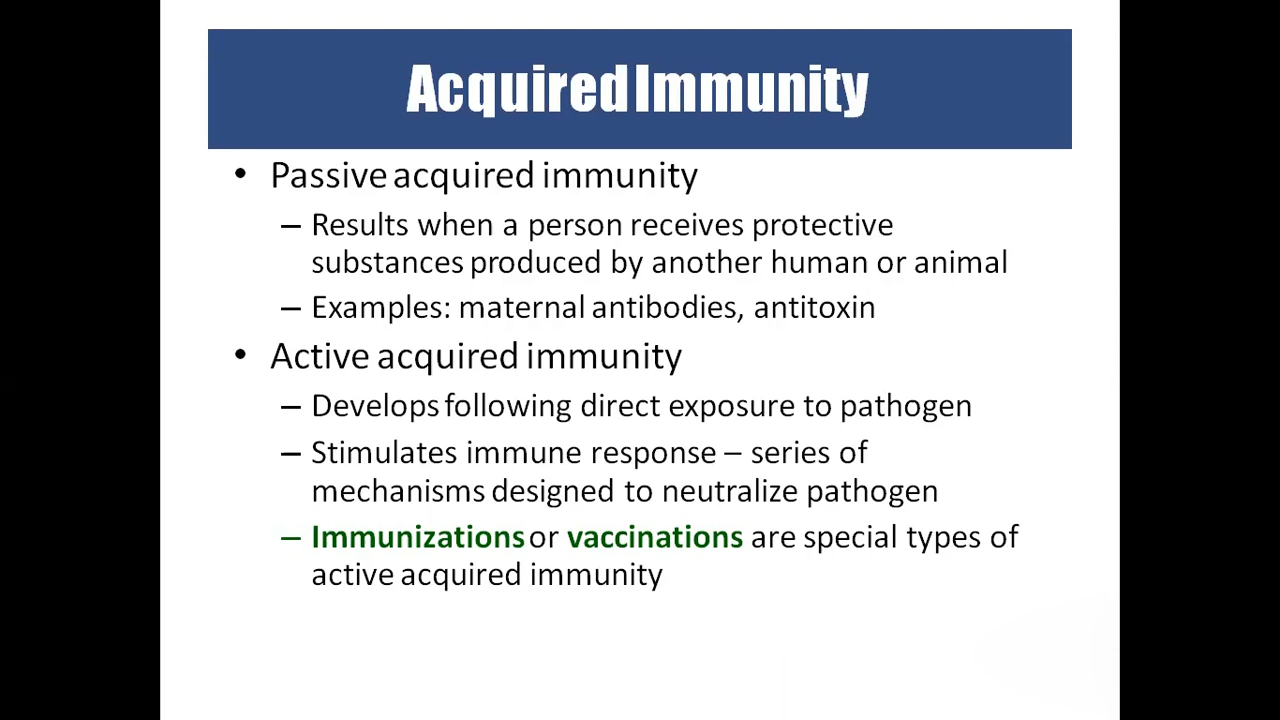 Acquired Immunity
• Passive acquired immunity
– Results when a person receives protective
substances produced by another human or animal
– Examples: maternal antibodies, antitoxin
• Active acquired immunity
– Develops following direct exposure to pathogen
– Stimulates immune response – series of
mechanisms designed to neutralize pathogen
– Immunizations or vaccinations are special types of
active acquired immunity